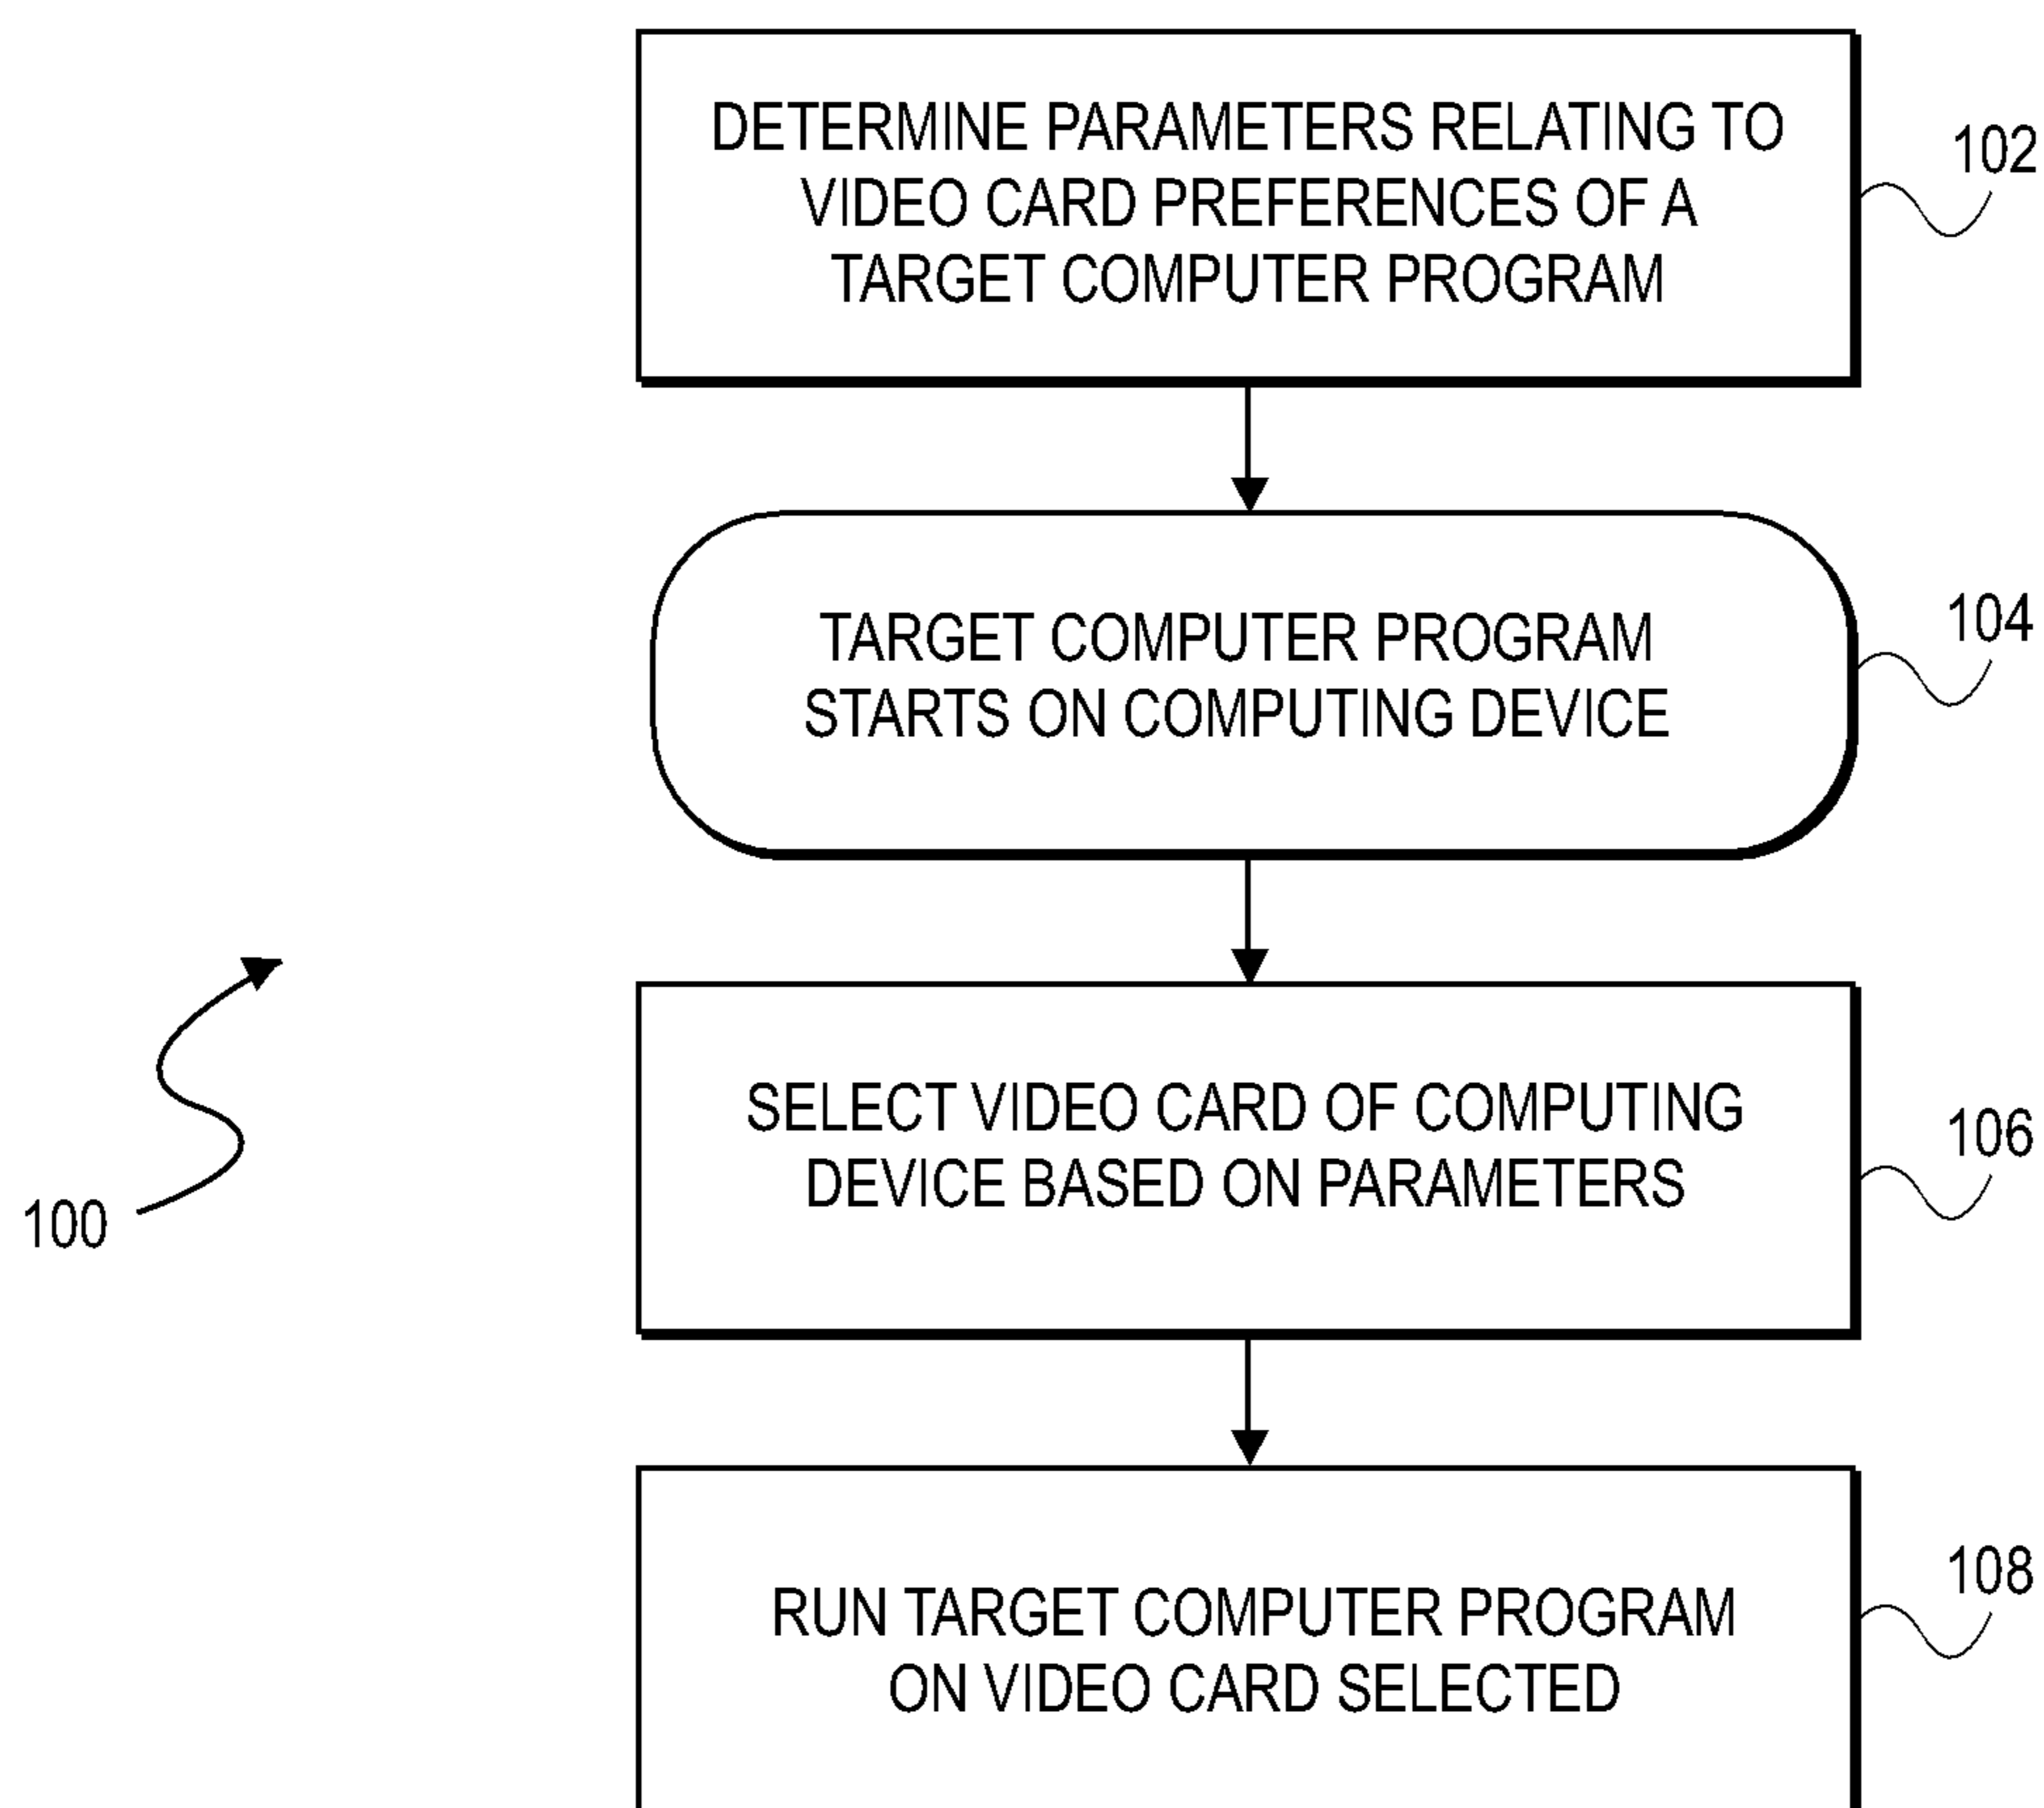 DETERMINE PARAMETERS RELATING TO
VIDEO CARD PREFERENCES OF A
TARGET COMPUTER PROGRAM
102
TARGET COMPUTER PROGRAM
STARTS ON COMPUTING DEVICE
104
SELECT VIDEO CARD OF COMPUTING
DEVICE BASED ON PARAMETERS
106
100
RUN TARGET COMPUTER PROGRAM
ON VIDEO CARD SELECTED
108